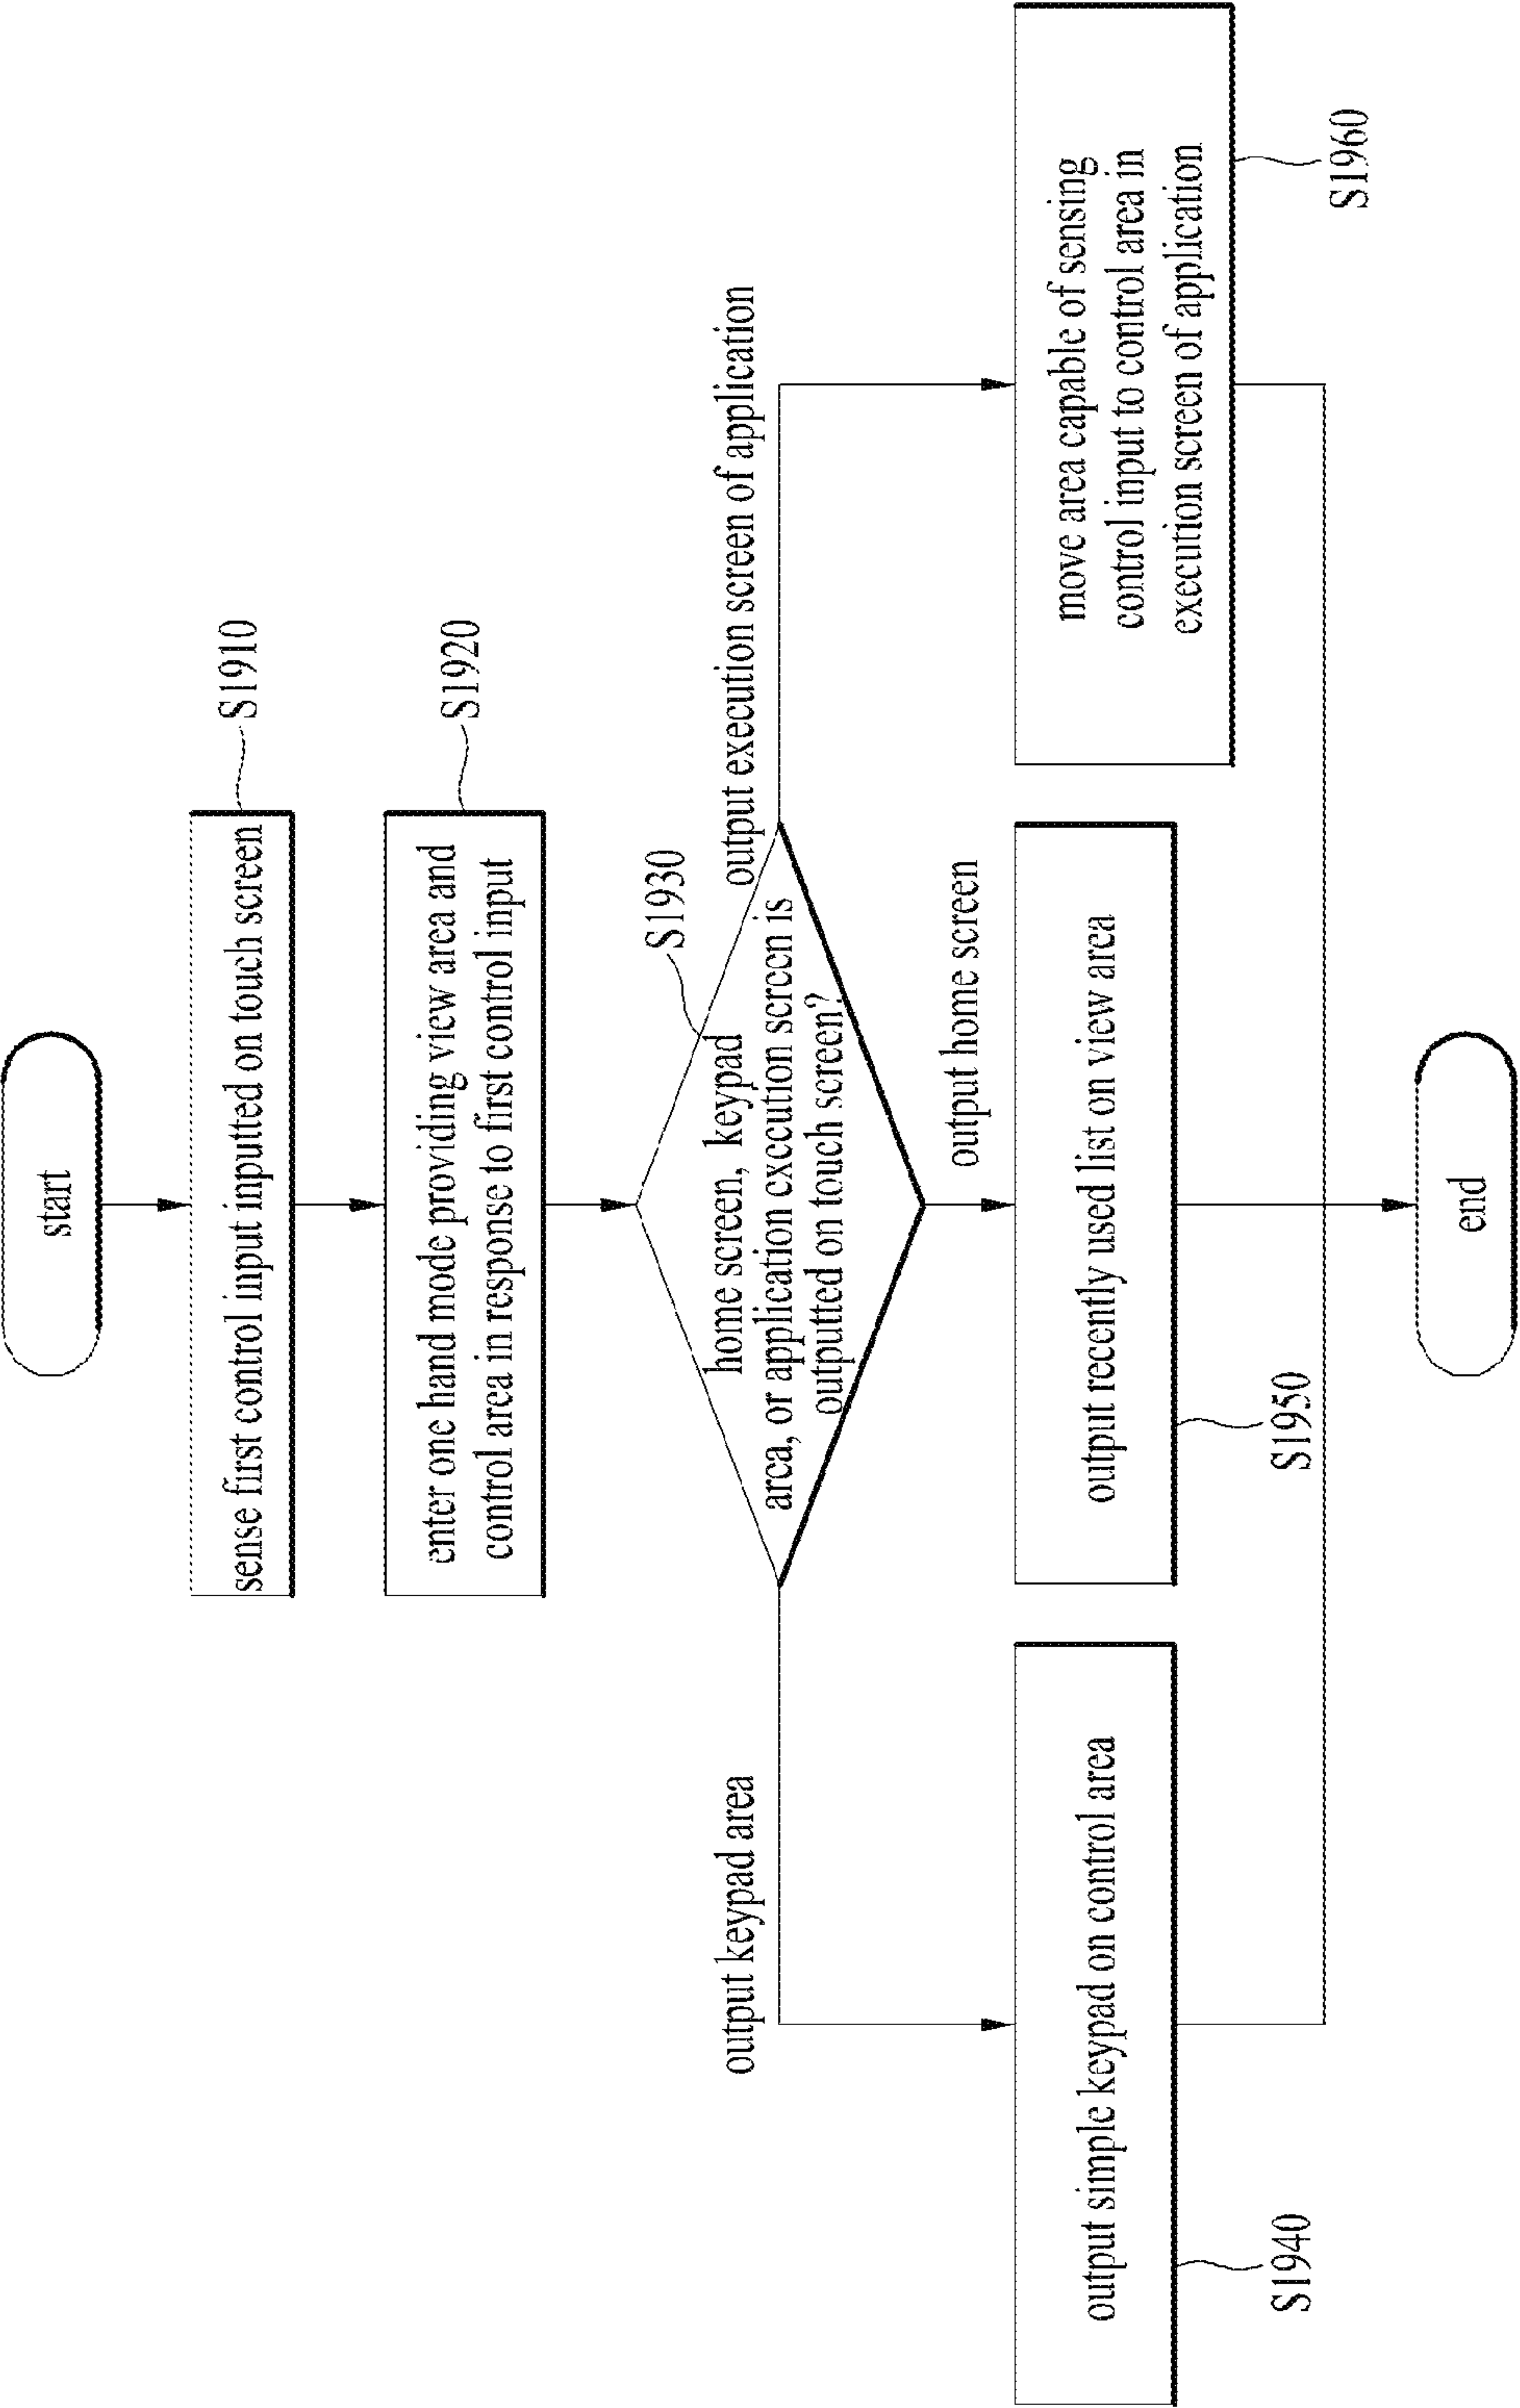 start
sense first control input inputted on touch screen
S1910
enter one hand mode providing view area and
control area in response to first control input
S1920
S1930
home screen, keypad
area, or application execution screen is
outputted on touch screen?
output keypad area
output home screen
output execution screen of application
output simple keypad on control area
S1940
output recently used list on view area
S1950
move area capable of sensing
control input to control area in
execution screen of application
S1960
end